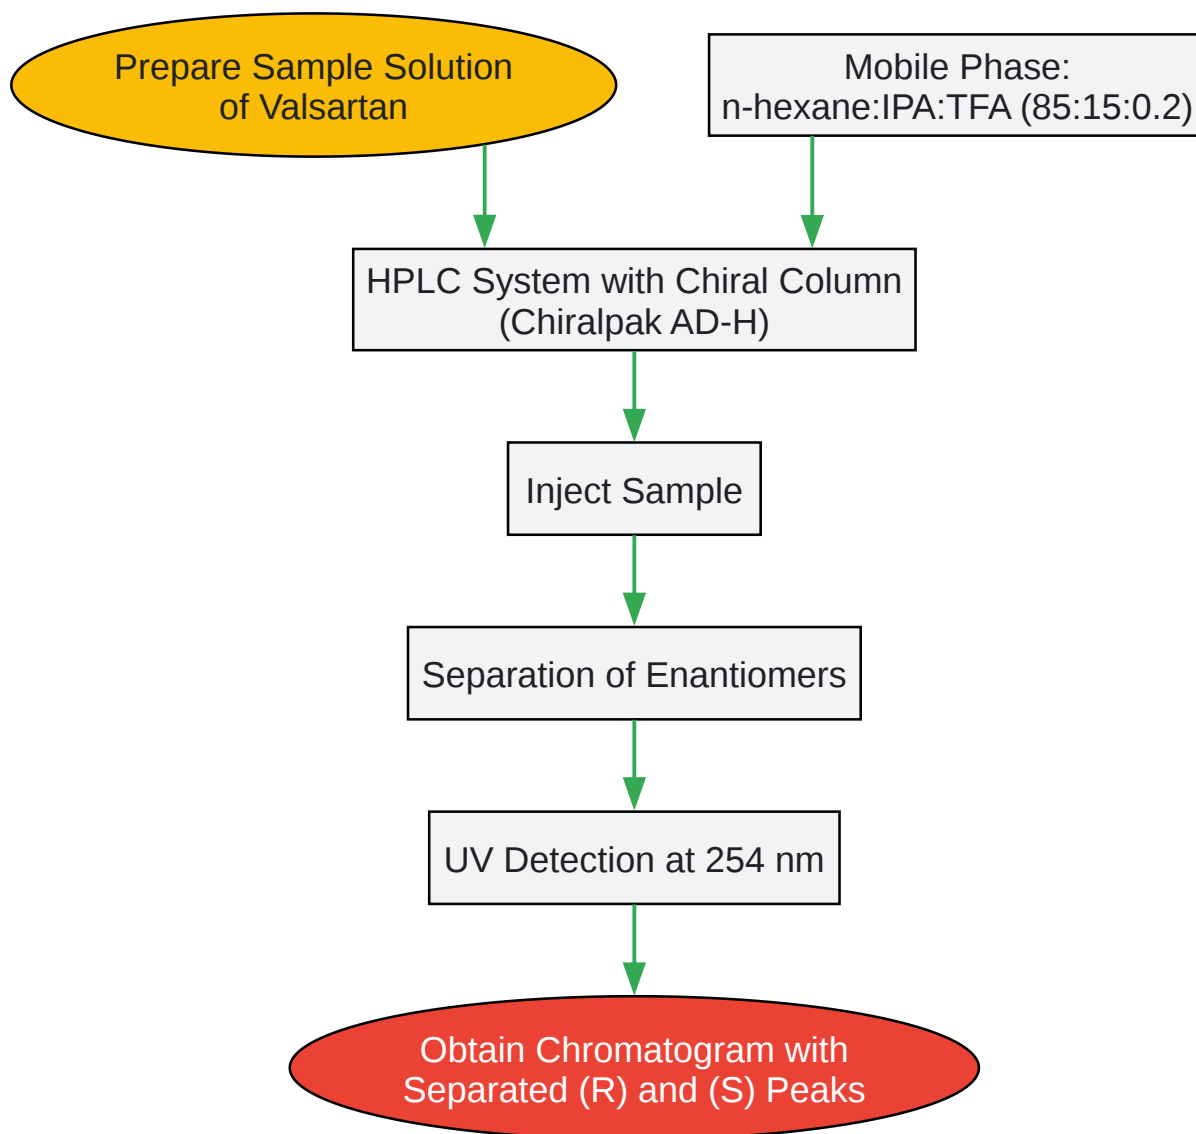 Prepare Sample Solution
of Valsartan
Mobile Phase:
n-hexane:IPA:TFA (85:15:0.2)
HPLC System with Chiral Column
(Chiralpak AD-H)
Inject Sample
Separation of Enantiomers
UV Detection at 254 nm
Obtain Chromatogram with
Separated (R) and (S) Peaks